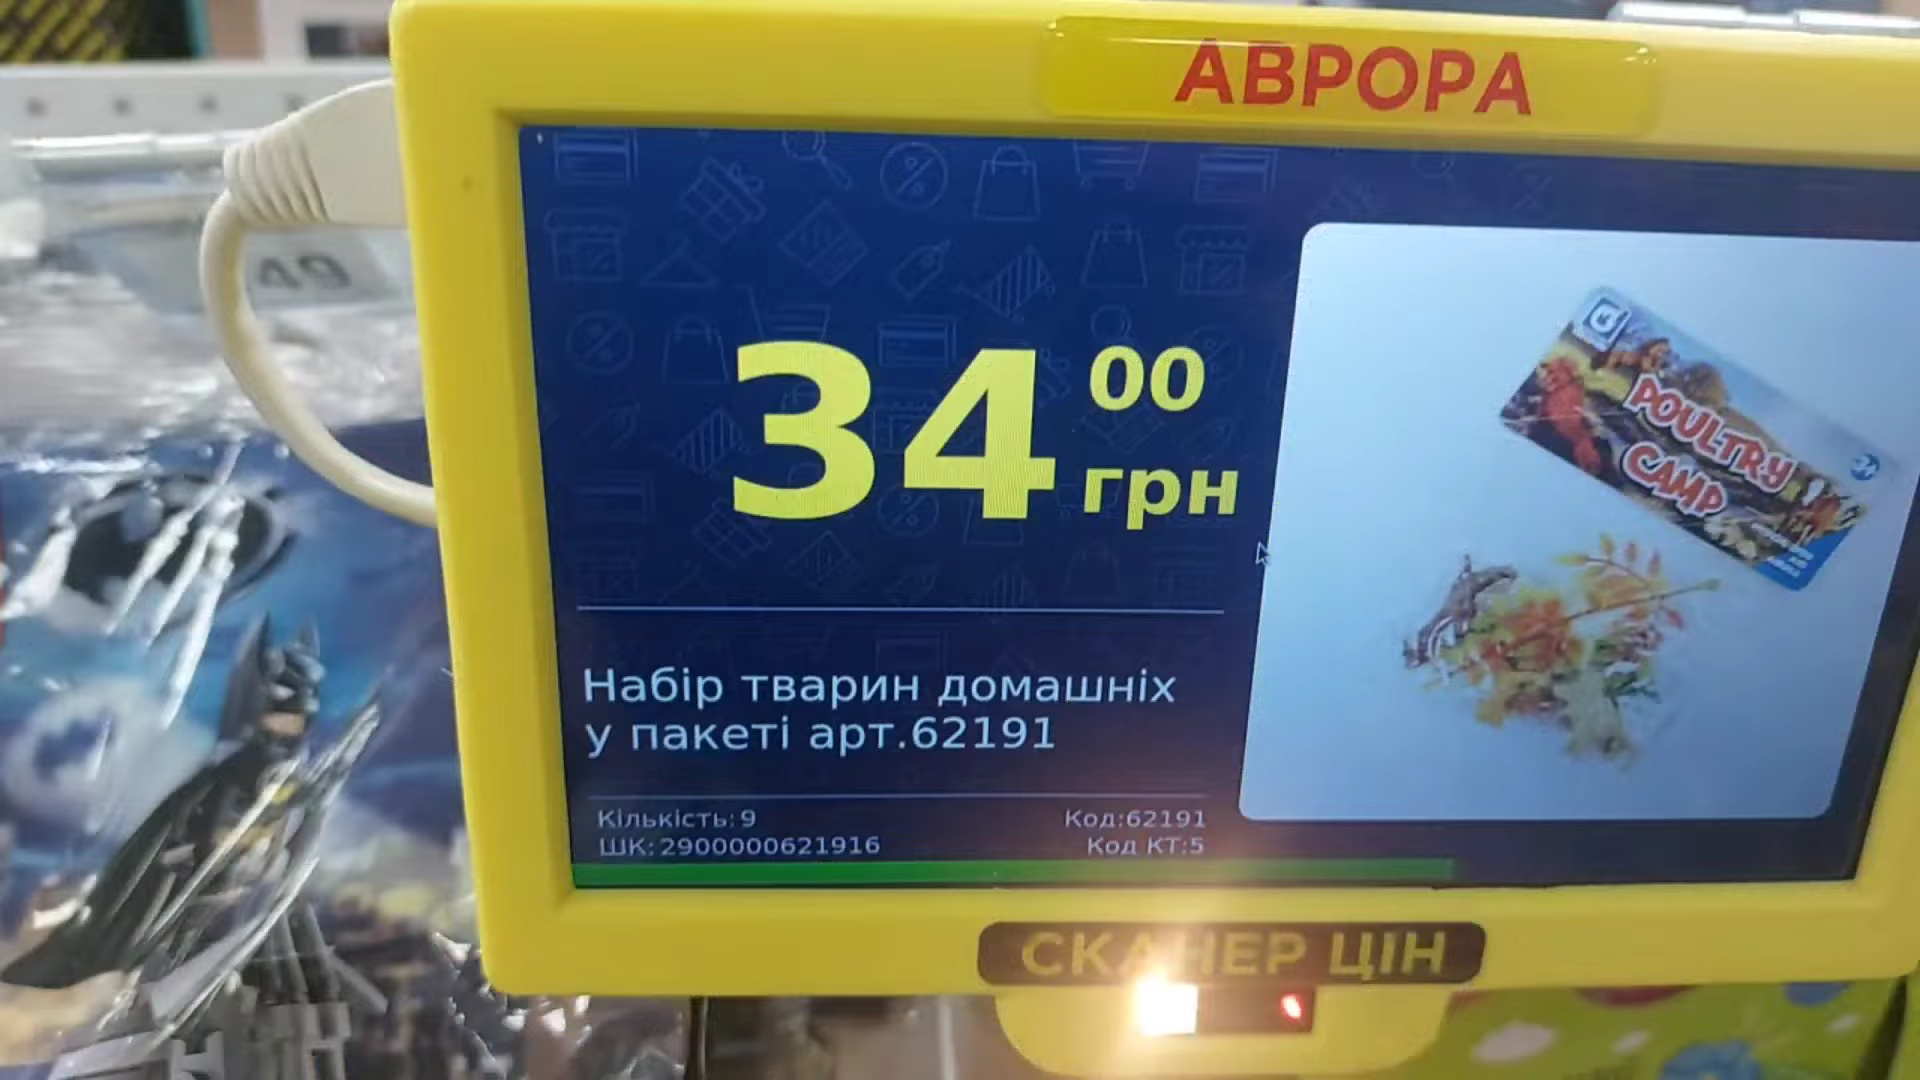 АВРОРА
49
34 00
грн
POULTRY
CAMP
Набір тварин домашніх
у пакеті арт.62191
Кількість: 9
Код:62191
ШК: 2900000621916
Код КТ:5
СКАНЕР ЦІН